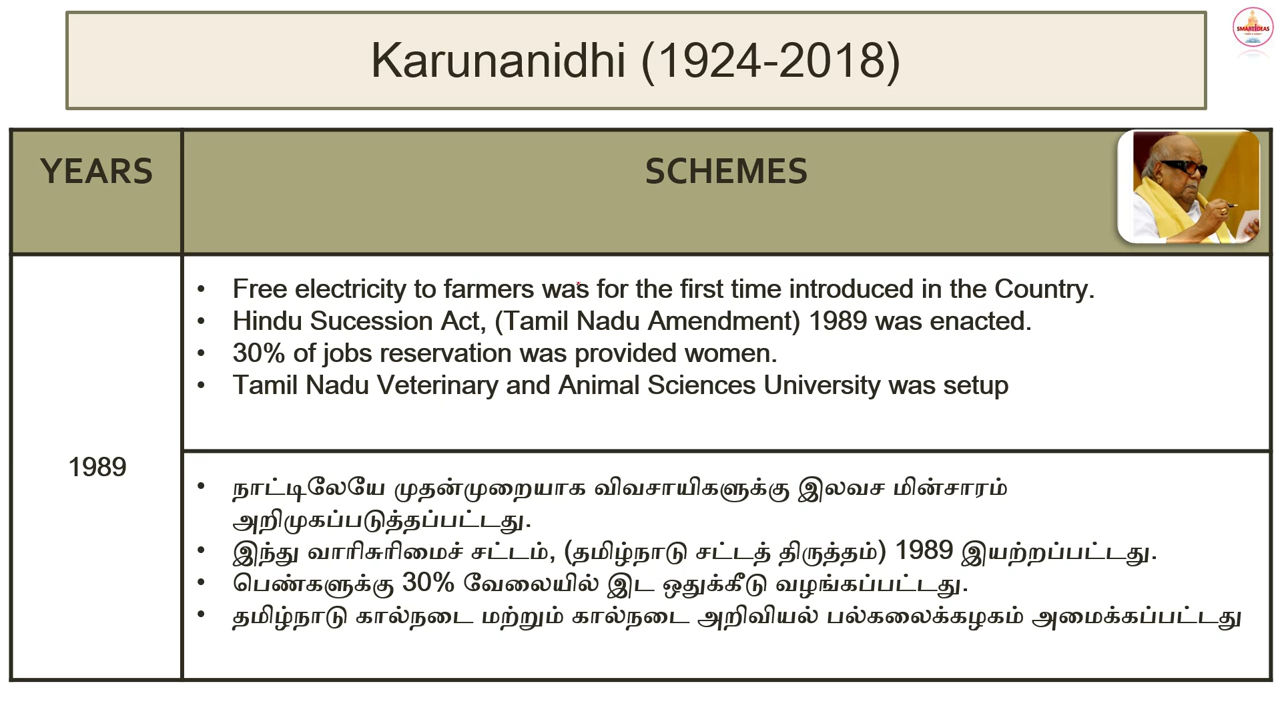 Karunanidhi (1924-2018)
SMARTIDEAS
YEARS
SCHEMES
1989
• Free electricity to farmers was for the first time introduced in the Country.
• Hindu Sucession Act, (Tamil Nadu Amendment) 1989 was enacted.
• 30% of jobs reservation was provided women.
• Tamil Nadu Veterinary and Animal Sciences University was setup
• நாட்டிலேயே முதன்முறையாக விவசாயிகளுக்கு இலவச மின்சாரம்
அறிமுகப்படுத்தப்பட்டது.
• இந்து வாரிசுரிமைச் சட்டம், (தமிழ்நாடு சட்டத் திருத்தம்) 1989 இயற்றப்பட்டது.
• பெண்களுக்கு 30% வேலையில் இட ஒதுக்கீடு வழங்கப்பட்டது.
• தமிழ்நாடு கால்நடை மற்றும் கால்நடை அறிவியல் பல்கலைக்கழகம் அமைக்கப்பட்டது